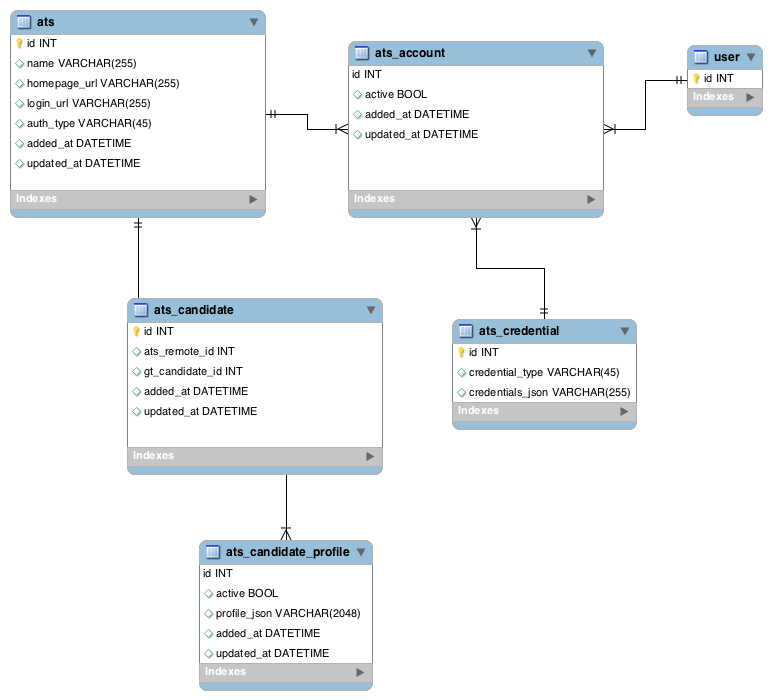 ats
id INT
name VARCHAR(255)
homepage_url VARCHAR(255)
login_url VARCHAR(255)
auth_type VARCHAR(45)
added_at DATETIME
updated_at DATETIME
Indexes
ats_account
id INT
active BOOL
added_at DATETIME
updated_at DATETIME
Indexes
user
id INT
Indexes
ats_candidate
id INT
ats_remote_id INT
gt_candidate_id INT
added_at DATETIME
updated_at DATETIME
Indexes
ats_credential
id INT
credential_type VARCHAR(45)
credentials_json VARCHAR(255)
Indexes
ats_candidate_profile
id INT
active BOOL
profile_json VARCHAR(2048)
added_at DATETIME
updated_at DATETIME
Indexes